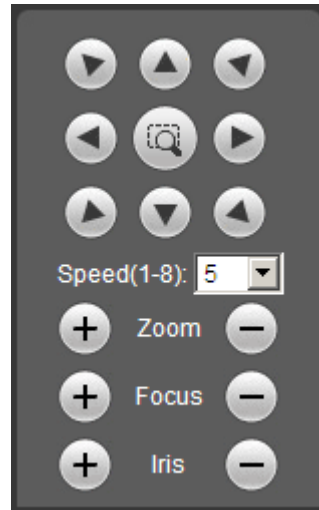 Speed(1-8): 5
+ Zoom −
+ Focus −
+ Iris −